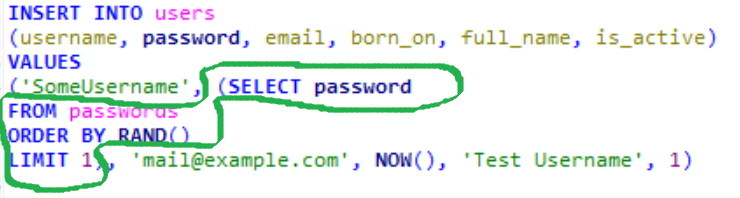 INSERT INTO users
(username, password, email, born_on, full_name, is_active)
VALUES
('SomeUsername', (SELECT password
FROM passwords
ORDER BY RAND()
LIMIT 1), 'mail@example.com', NOW(), 'Test Username', 1)